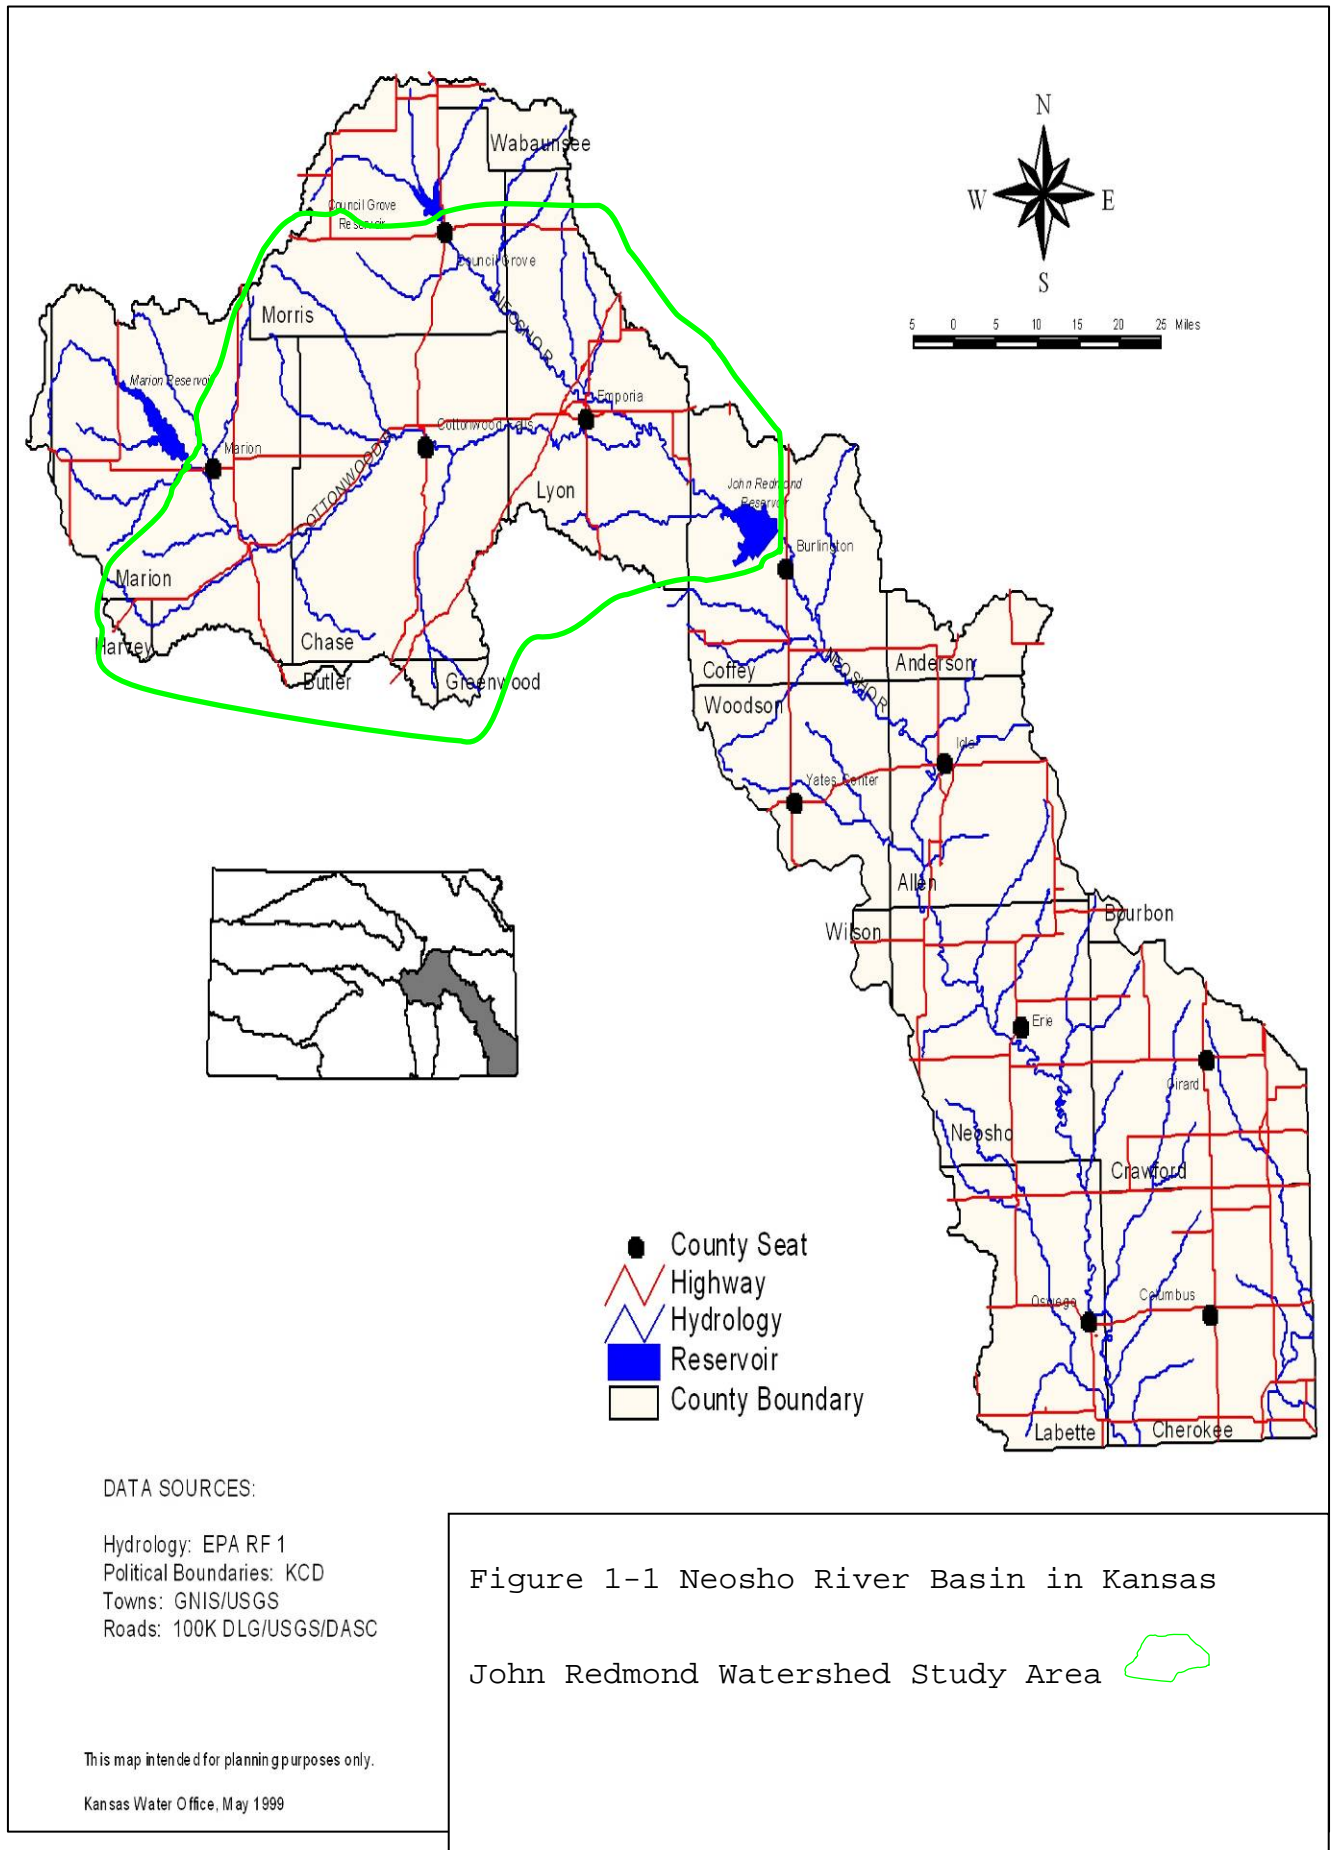 N
W
E
S
5 0 5 10 15 20 25 Miles
Wabaunsee
Council Grove
Reservoir
Council Grove
NEOSHO R
Morris
Marion Reservoir
Emporia
Cottonwood Falls
Marion
COTTONWOOD R
Lyon
John Redmond
Reservoir
Burlington
Marion
Harvey
Chase
Butler
Greenwood
Coffey
Anderson
NEOSHO R
Woodson
Iola
Yates Center
Allen
Bourbon
Wilson
Erie
Girard
Neosho
Crawford
Oswego
Columbus
Labette
Cherokee
County Seat
Highway
Hydrology
Reservoir
County Boundary
DATA SOURCES:
Hydrology: EPA RF 1
Political Boundaries: KCD
Towns: GNIS/USGS
Roads: 100K DLG/USGS/DASC
This map intended for planning purposes only.
Kansas Water Office, May 1999
Figure 1-1 Neosho River Basin in Kansas
John Redmond Watershed Study Area